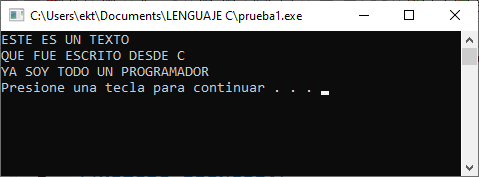 C:\Users\ekt\Documents\LENGUAJE C\prueba1.exe
ESTE ES UN TEXTO
QUE FUE ESCRITO DESDE C
YA SOY TODO UN PROGRAMADOR
Presione una tecla para continuar . . .